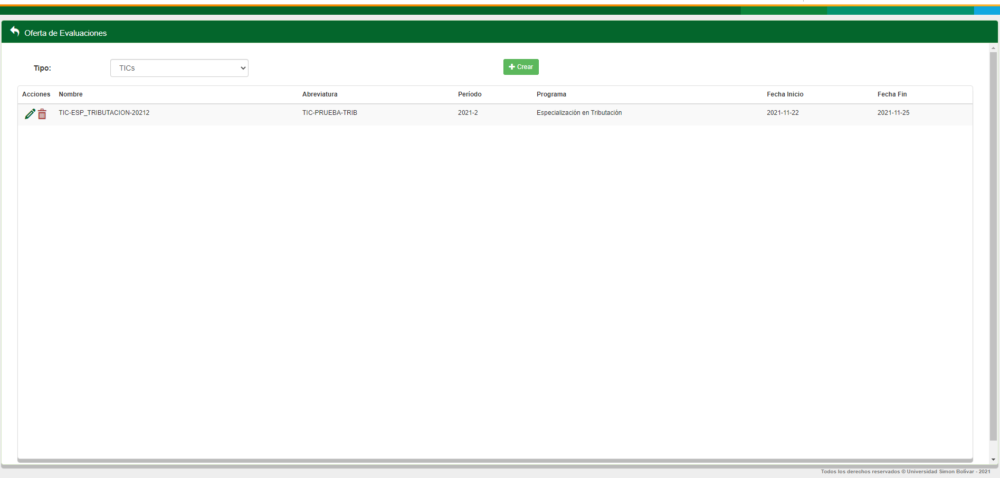 Oferta de Evaluaciones
Tipo: TICs Crear
Acciones Nombre Abreviatura Período Programa Fecha Inicio Fecha Fin
TIC-ESP_TRIBUTACION-20212 TIC-PRUEBA-TRIB 2021-2 Especialización en Tributación 2021-11-22 2021-11-25
Todos los derechos reservados © Universidad Simon Bolivar - 2021